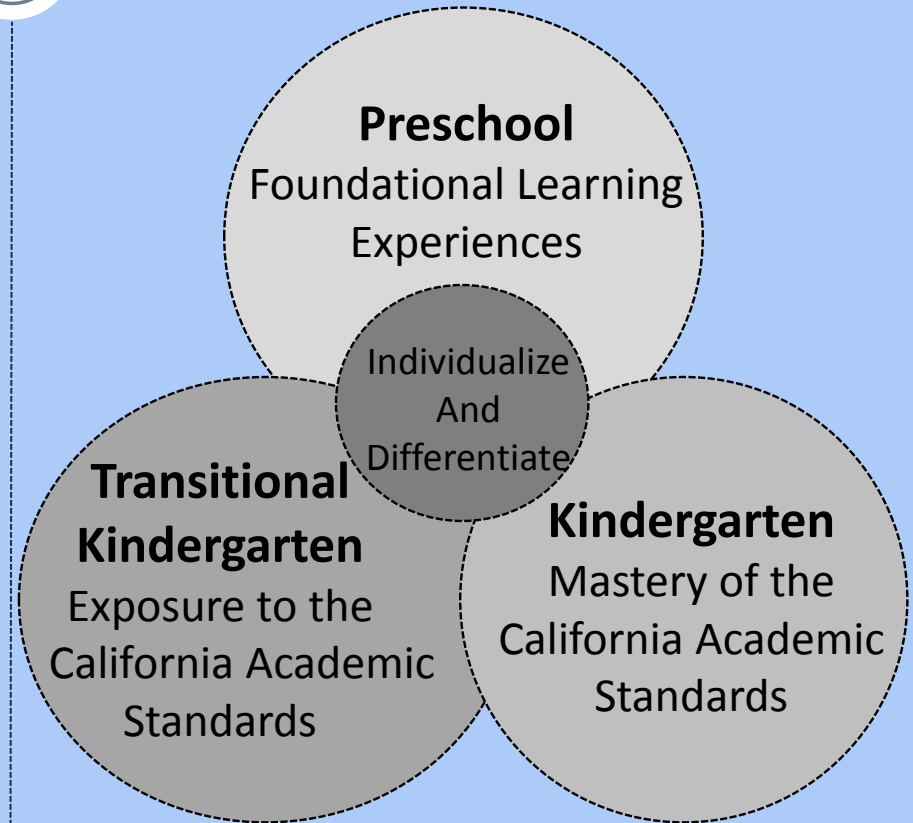 Preschool
Foundational Learning
Experiences
Individualize
And
Differentiate
Transitional
Kindergarten
Exposure to the
California Academic
Standards
Kindergarten
Mastery of the
California Academic
Standards